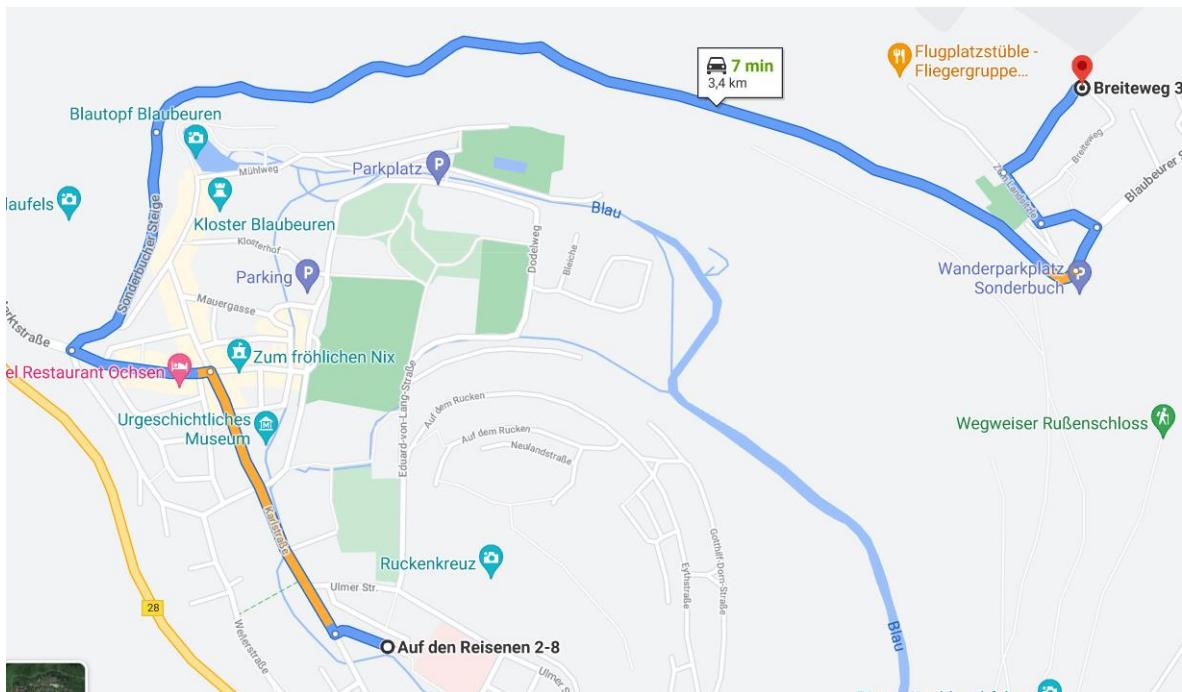 Flugplatzstüble -
Fliegergruppe...
7 min
3,4 km
Breiteweg 3
Blautopf Blaubeuren
Mühlweg
Parkplatz
Breiteweg
Zum Landsitzle
Blaubeurer S
laufels
Kloster Blaubeuren
Blau
Sonderbucher Steige
Klosterhof
Dodelweg
Bleiche
Parking
Wanderparkplatz
Sonderbuch
Mauergasse
arktstraße
Zum fröhlichen Nix
el Restaurant Ochsen
Eduard-von-Lang-Straße
Auf dem Rucken
Urgeschichtliches
Museum
Auf dem Rucken
Neulandstraße
Wegweiser Rußenschloss
Karlstraße
Gotthilf-Dorn-Straße
Ruckenkreuz
Eythstraße
Ulmer Str.
28
Weilerstraße
Blau
Auf den Reisenen 2-8
Ulmer S